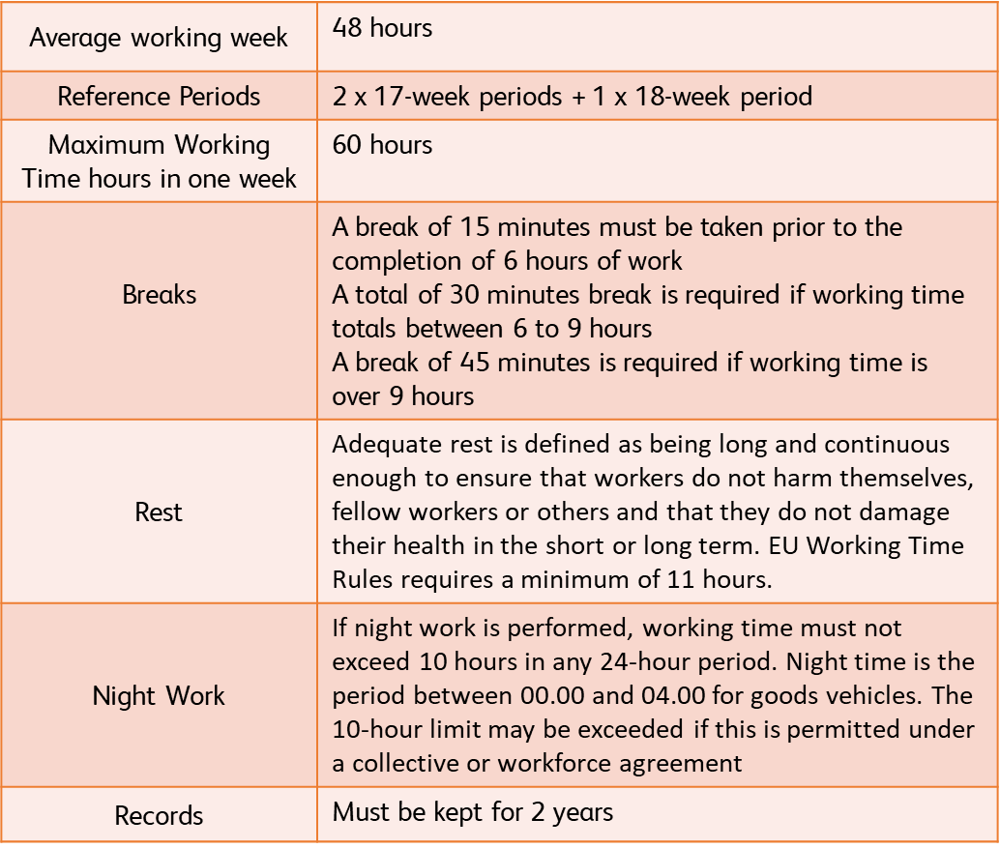 Average working week
48 hours
Reference Periods
2 x 17-week periods + 1 x 18-week period
Maximum Working
Time hours in one week
60 hours
Breaks
A break of 15 minutes must be taken prior to the
completion of 6 hours of work
A total of 30 minutes break is required if working time
totals between 6 to 9 hours
A break of 45 minutes is required if working time is
over 9 hours
Rest
Adequate rest is defined as being long and continuous
enough to ensure that workers do not harm themselves,
fellow workers or others and that they do not damage
their health in the short or long term. EU Working Time
Rules requires a minimum of 11 hours.
Night Work
If night work is performed, working time must not
exceed 10 hours in any 24-hour period. Night time is the
period between 00.00 and 04.00 for goods vehicles. The
10-hour limit may be exceeded if this is permitted under
a collective or workforce agreement
Records
Must be kept for 2 years